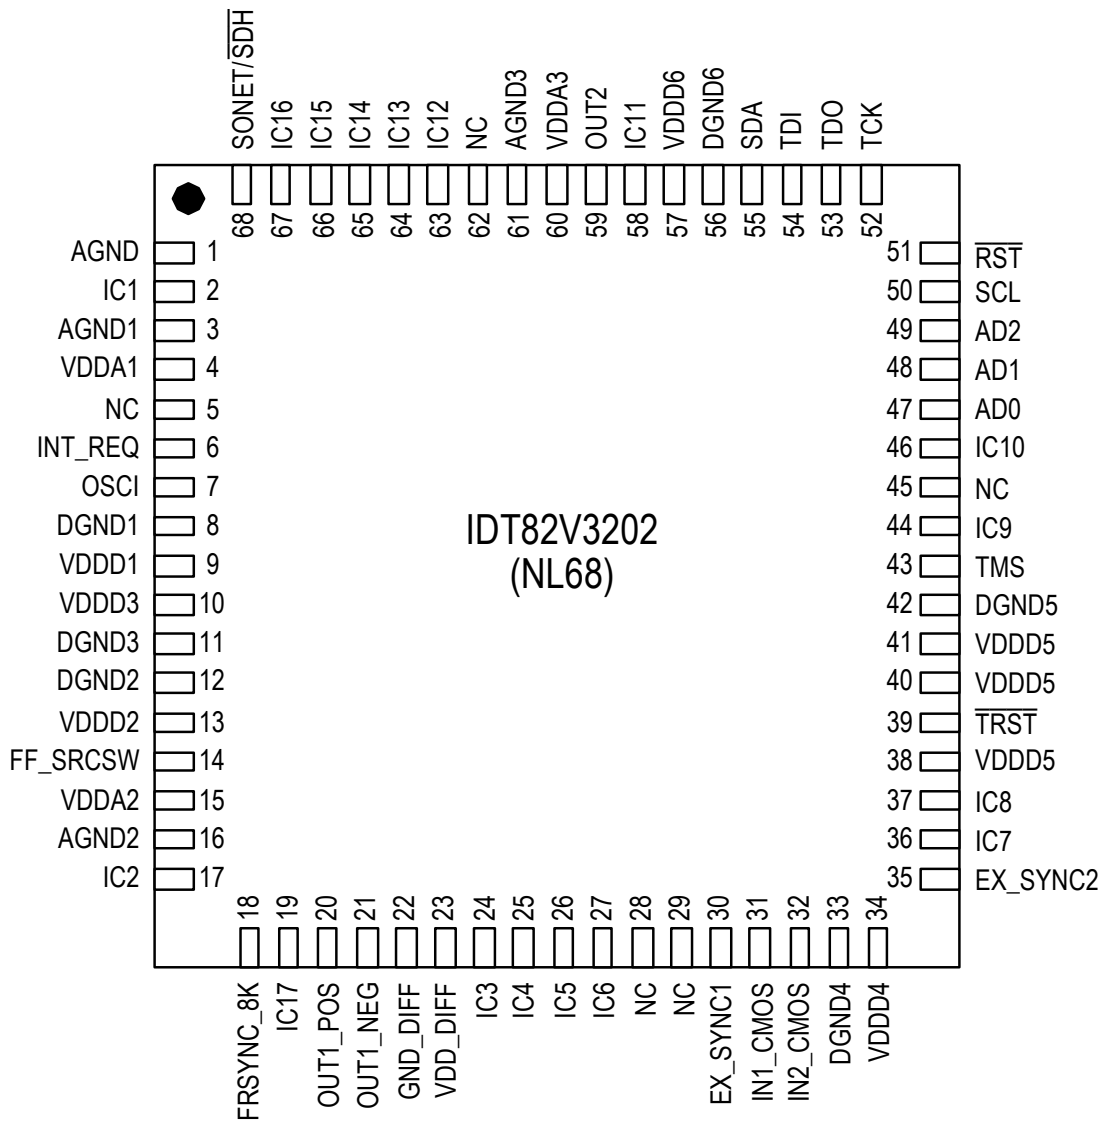 SONET/SDH
IC16
IC15
IC14
IC13
IC12
NC
AGND3
VDDA3
OUT2
IC11
VDDD6
DGND6
SDA
TDI
TDO
TCK
68
67
66
65
64
63
62
61
60
59
58
57
56
55
54
53
52
AGND 1
IC1 2
AGND1 3
VDDA1 4
NC 5
INT_REQ 6
OSCI 7
DGND1 8
VDDD1 9
VDDD3 10
DGND3 11
DGND2 12
VDDD2 13
FF_SRCSW 14
VDDA2 15
AGND2 16
IC2 17
IDT82V3202
(NL68)
51 RST
50 SCL
49 AD2
48 AD1
47 AD0
46 IC10
45 NC
44 IC9
43 TMS
42 DGND5
41 VDDD5
40 VDDD5
39 TRST
38 VDDD5
37 IC8
36 IC7
35 EX_SYNC2
18
19
20
21
22
23
24
25
26
27
28
29
30
31
32
33
34
FRSYNC_8K
IC17
OUT1_POS
OUT1_NEG
GND_DIFF
VDD_DIFF
IC3
IC4
IC5
IC6
NC
NC
EX_SYNC1
IN1_CMOS
IN2_CMOS
DGND4
VDDD4